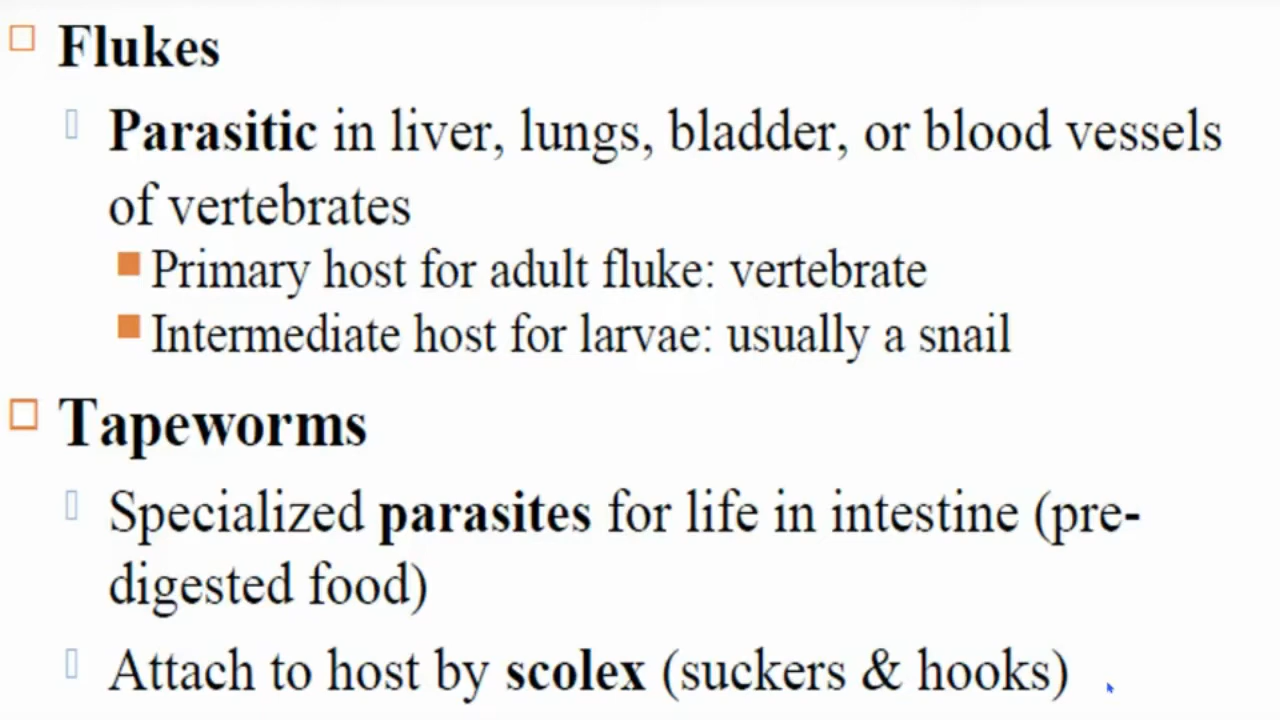 Flukes
Parasitic in liver, lungs, bladder, or blood vessels
of vertebrates
Primary host for adult fluke: vertebrate
Intermediate host for larvae: usually a snail
Tapeworms
Specialized parasites for life in intestine (pre-
digested food)
Attach to host by scolex (suckers & hooks)